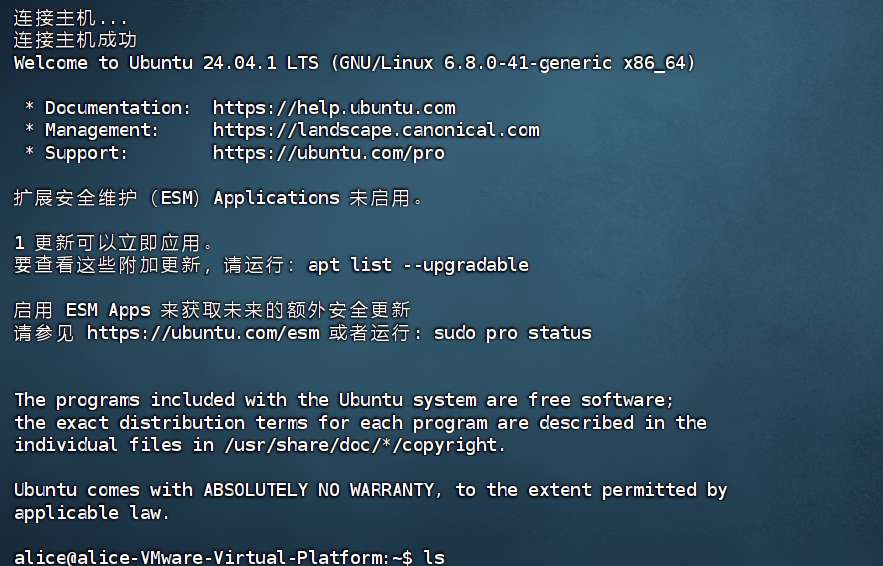 连接主机...
连接主机成功
Welcome to Ubuntu 24.04.1 LTS (GNU/Linux 6.8.0-41-generic x86_64)
* Documentation: https://help.ubuntu.com
* Management: https://landscape.canonical.com
* Support: https://ubuntu.com/pro
扩展安全维护（ESM）Applications 未启用。
1 更新可以立即应用。
要查看这些附加更新，请运行：apt list --upgradable
启用 ESM Apps 来获取未来的额外安全更新
请参见 https://ubuntu.com/esm 或者运行: sudo pro status
The programs included with the Ubuntu system are free software;
the exact distribution terms for each program are described in the
individual files in /usr/share/doc/*/copyright.
Ubuntu comes with ABSOLUTELY NO WARRANTY, to the extent permitted by
applicable law.
alice@alice-VMware-Virtual-Platform:~$ ls